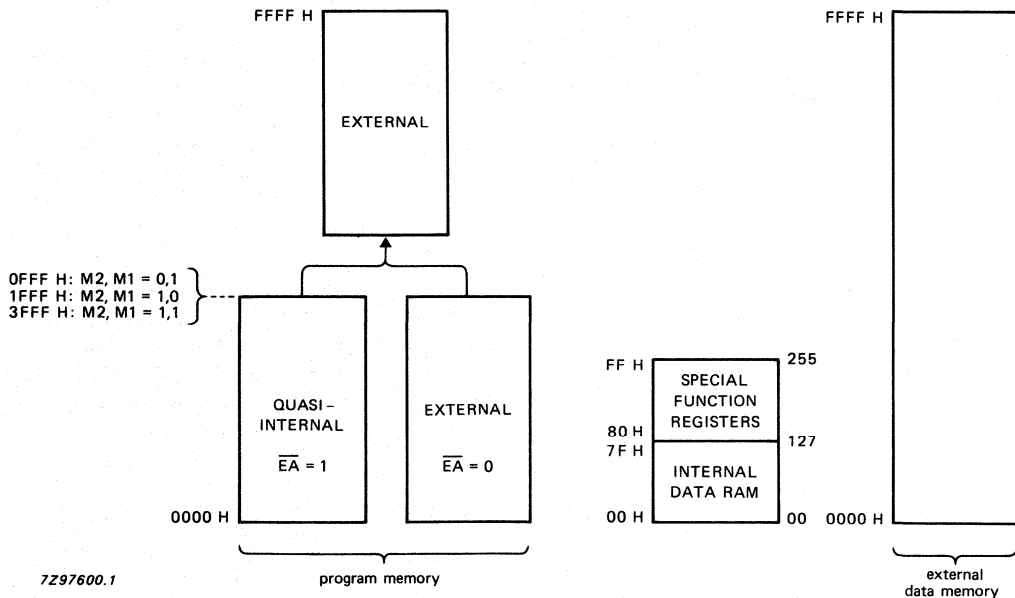 FFFF H
EXTERNAL
0FFF H: M2, M1 = 0,1
1FFF H: M2, M1 = 1,0
3FFF H: M2, M1 = 1,1
QUASI-
INTERNAL
EA = 1
EXTERNAL
EA = 0
0000 H
program memory
7Z97600.1
FF H
255
SPECIAL
FUNCTION
REGISTERS
80 H
127
7F H
INTERNAL
DATA RAM
00 H
00
FFFF H
0000 H
external
data memory